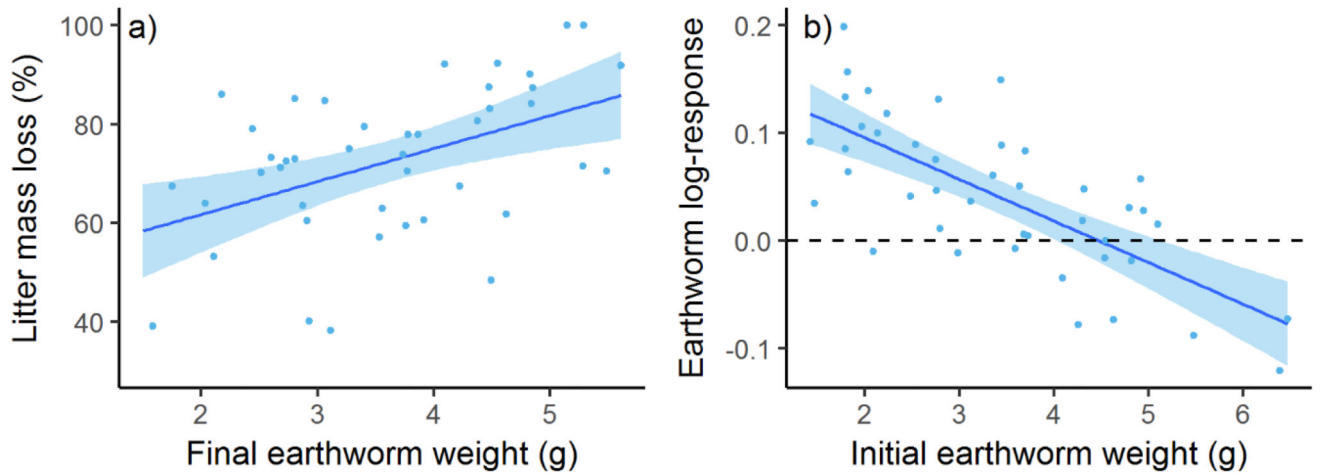 a)
Litter mass loss (%)
100
80
60
40
2 3 4 5
Final earthworm weight (g)
b)
Earthworm log-response
0.2
0.1
0.0
-0.1
2 3 4 5 6
Initial earthworm weight (g)